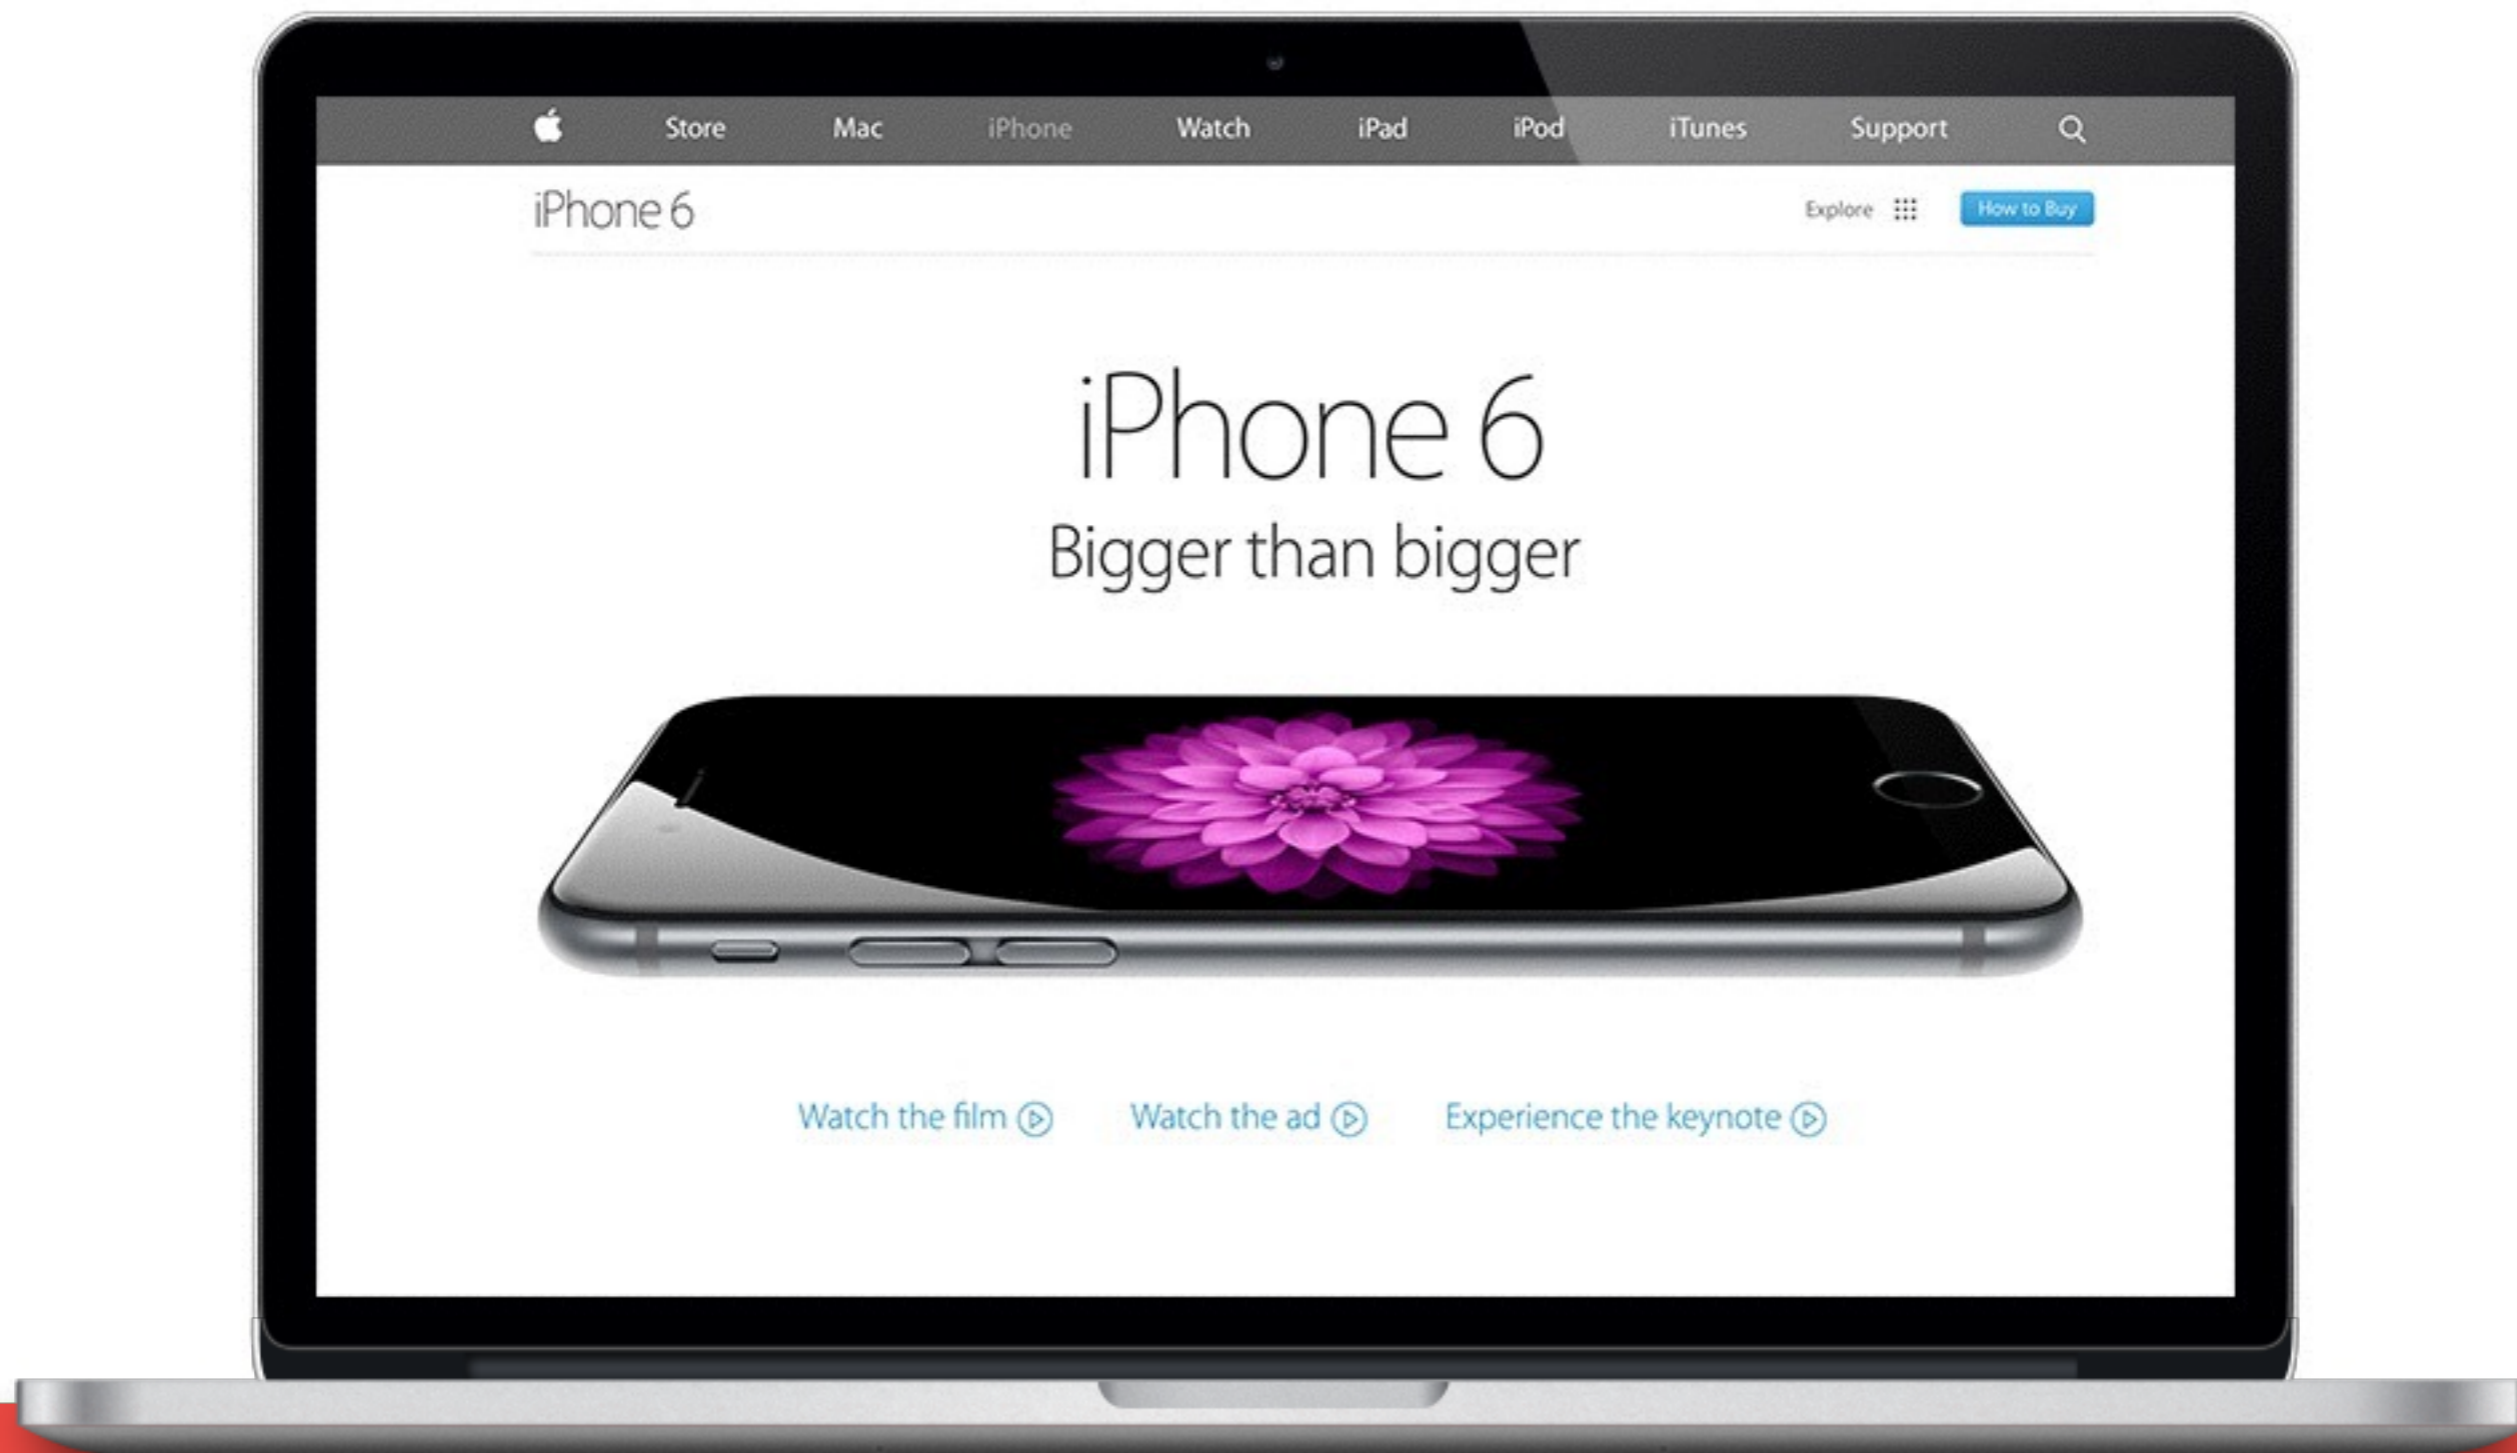 Store Mac iPhone Watch iPad iPod iTunes Support
iPhone 6 Explore How to Buy
iPhone 6
Bigger than bigger
Watch the film Watch the ad Experience the keynote